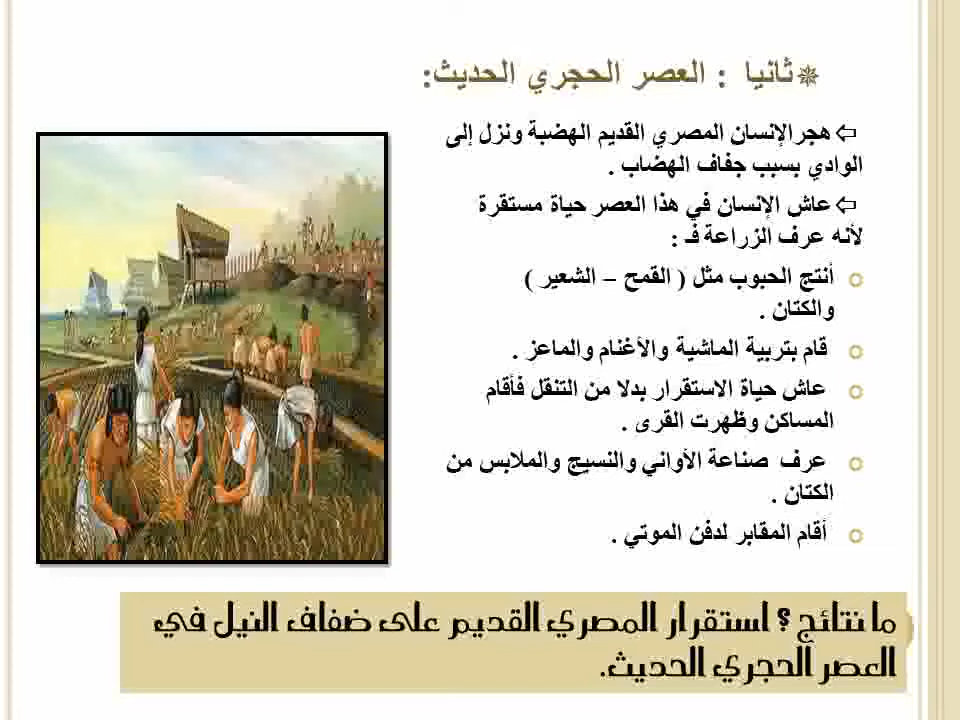 ثانيا : العصر الحجري الحديث:
هجرالإنسان المصري القديم الهضبة ونزل إلى
الوادي بسبب جفاف الهضاب .
عاش الإنسان في هذا العصر حياة مستقرة
لأنه عرف الزراعة فـ :
أنتج الحبوب مثل ( القمح – الشعير )
والكتان .
قام بتربية الماشية والأغنام والماعز .
عاش حياة الاستقرار بدلا من التنقل فأقام
المساكن وظهرت القرى .
عرف صناعة الأواني والنسيج والملابس من
الكتان .
أقام المقابر لدفن الموتي .
ما نتائج ؟ استقرار المصري القديم على ضفاف النيل في
العصر الحجري الحديث.